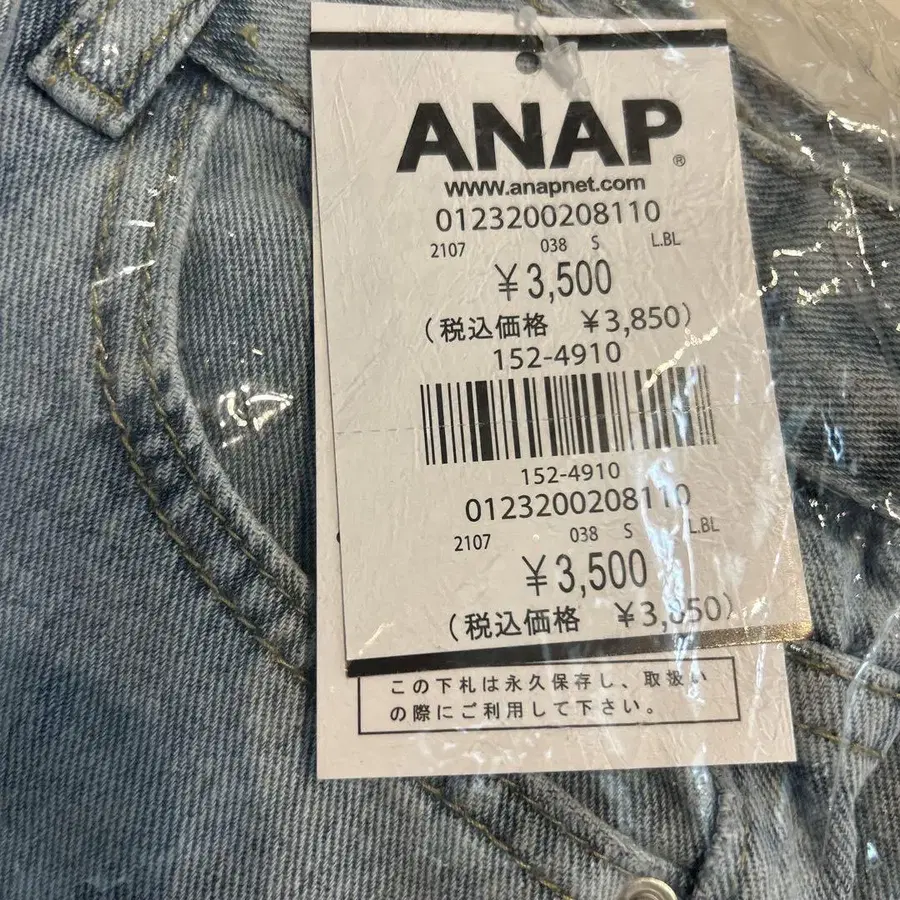 ANAP®
www.anapnet.com
0123200208110
2107 038 S L.BL
¥3,500
(税込価格 ¥3,850)
152-4910
152-4910
0123200208110
2107 038 S L.BL
¥3,500
(税込価格 ¥3,850)
この下札は永久保存し、取扱い
の際にご利用して下さい。